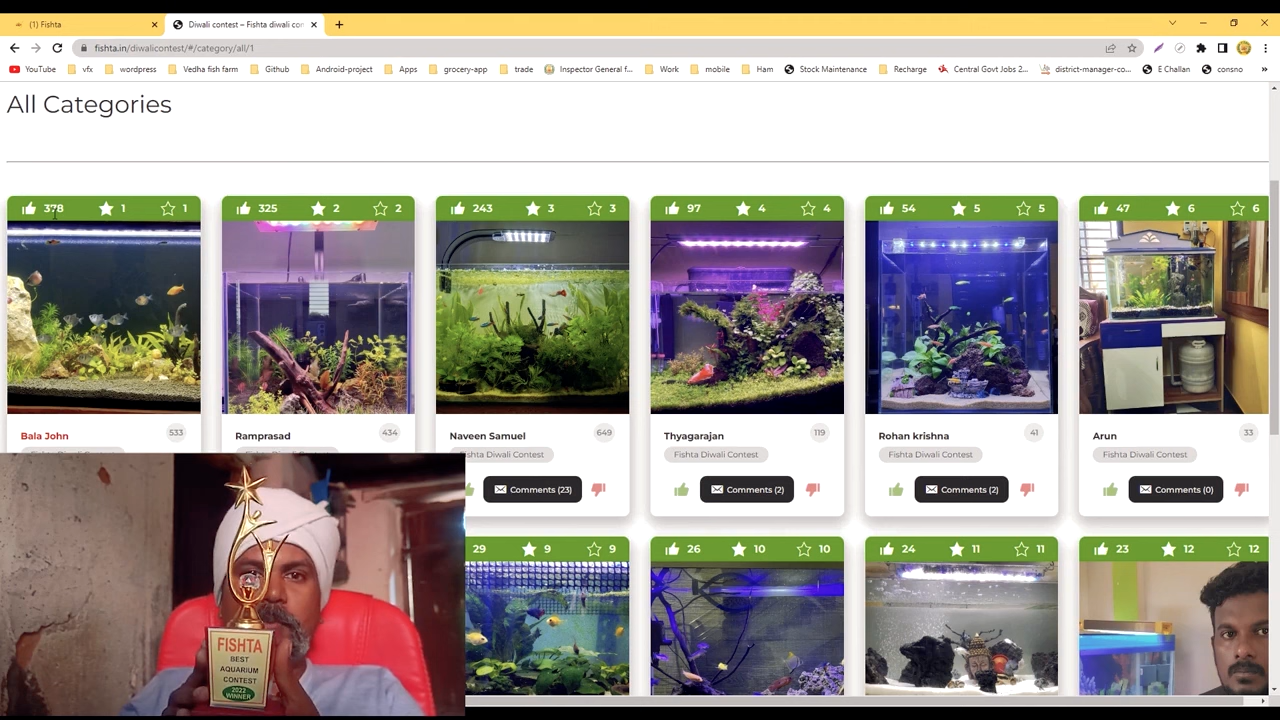 (1) Fishta
Diwali contest – Fishta diwali con
fishta.in/diwalicontest/#/category/all/1
YouTube vfx wordpress Vedha fish farm Github Android-project Apps grocery-app trade Inspector General f... Work mobile Ham Stock Maintenance Recharge Central Govt Jobs 2... district-manager-co... E Challan consno »
All Categories
378 1 1
325 2 2
243 3 3
97 4 4
54 5 5
47 6 6
Bala John 533
Ramprasad 434
Naveen Samuel 649
Thyagarajan 119
Rohan krishna 41
Arun 33
Fishta Diwali Contest
Fishta Diwali Contest
Fishta Diwali Contest
Fishta Diwali Contest
Comments (23)
Comments (2)
Comments (2)
Comments (0)
29 9 9
26 10 10
24 11 11
23 12 12
FISHTA
BEST
AQUARIUM
CONTEST
2022
WINNER